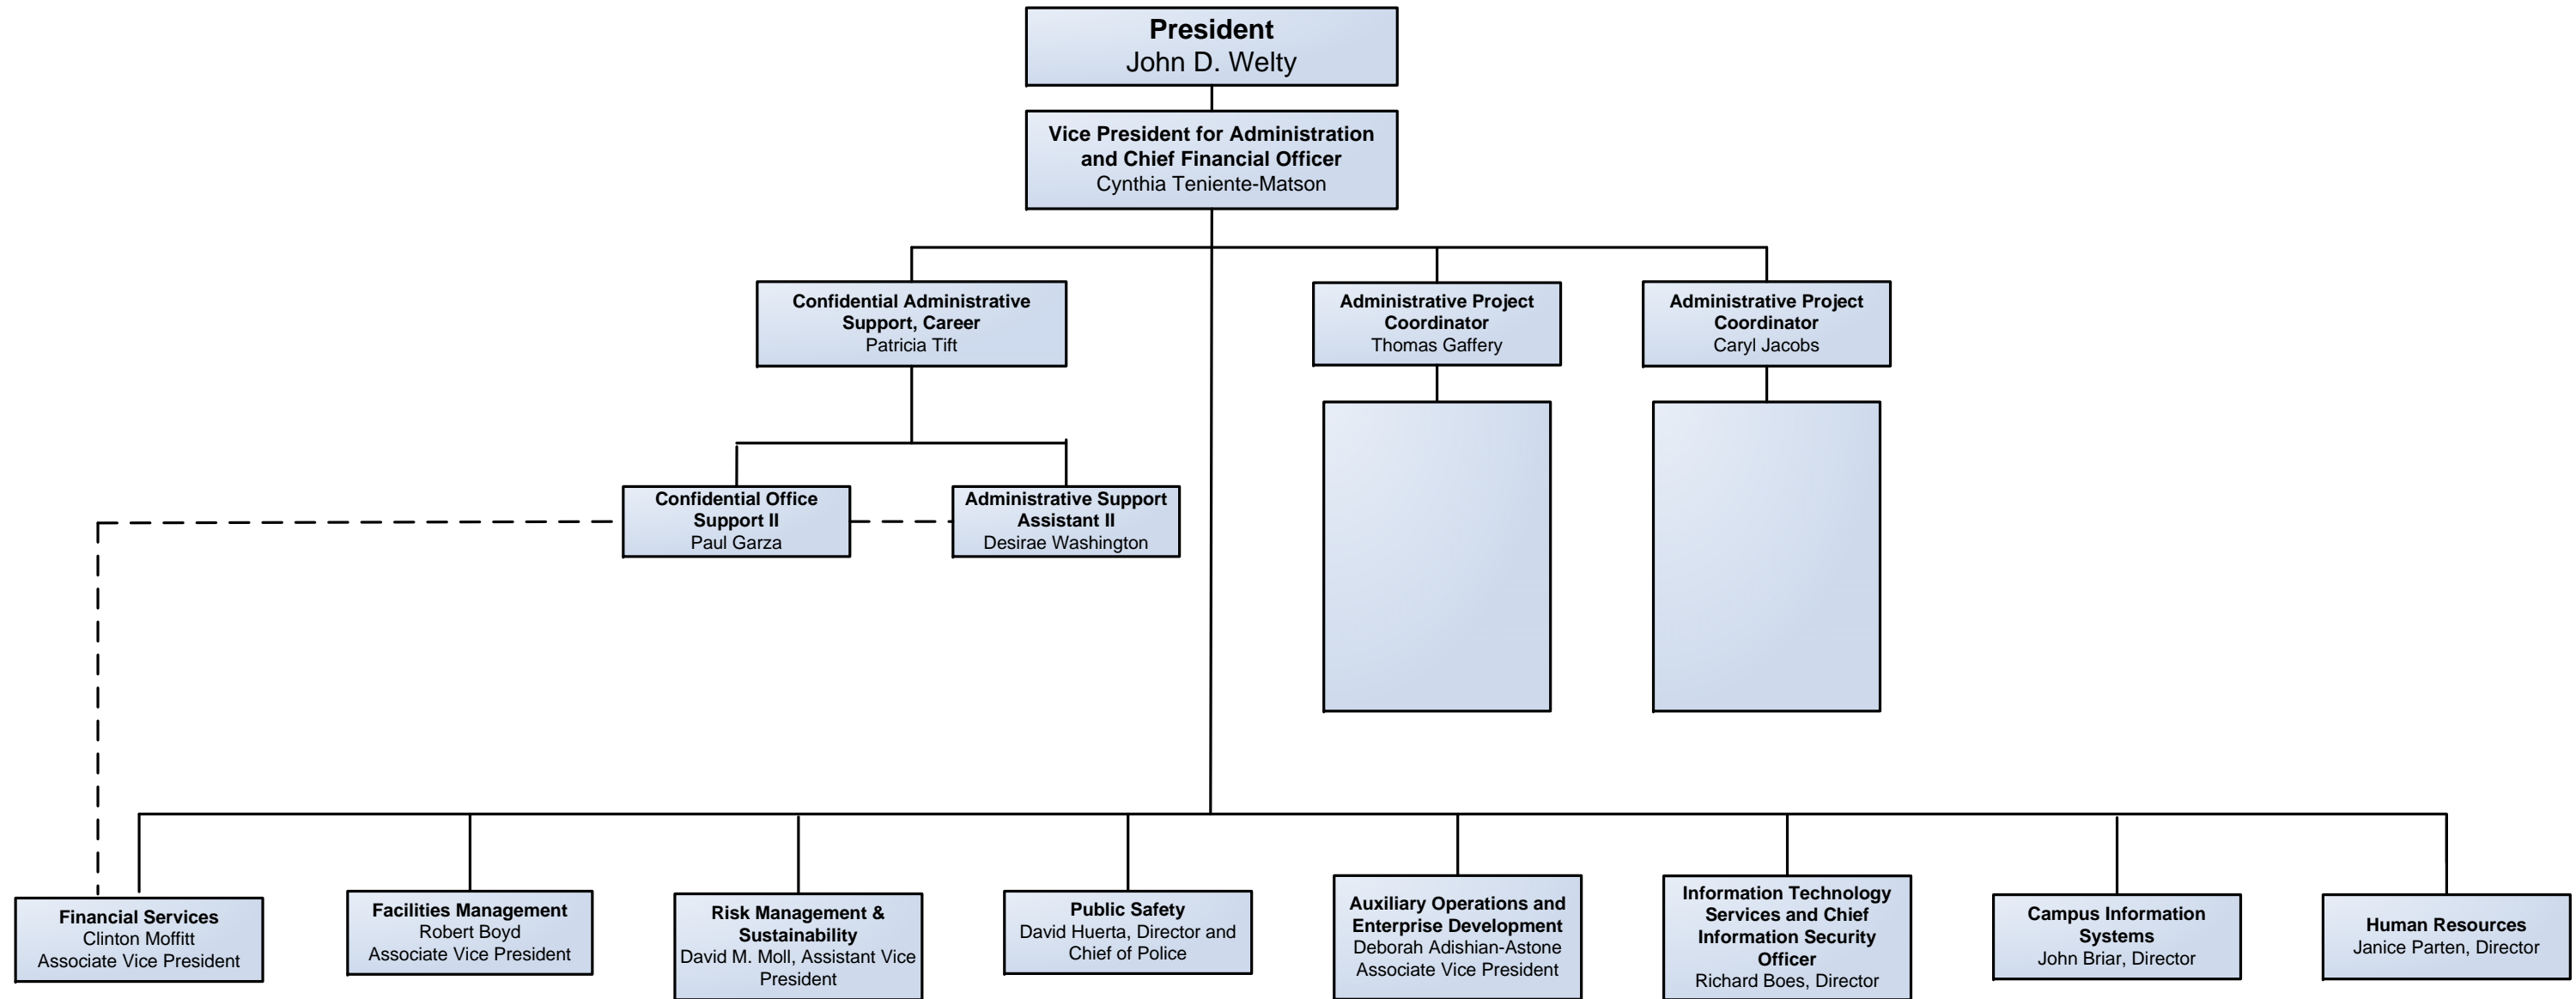 President
John D. Welty
Vice President for Administration
and Chief Financial Officer
Cynthia Teniente-Matson
Confidential Administrative
Support, Career
Patricia Tift
Administrative Project
Coordinator
Thomas Gaffery
Administrative Project
Coordinator
Caryl Jacobs
Confidential Office
Support II
Paul Garza
Administrative Support
Assistant II
Desirae Washington
Financial Services
Clinton Moffitt
Associate Vice President
Facilities Management
Robert Boyd
Associate Vice President
Risk Management &
Sustainability
David M. Moll, Assistant Vice
President
Public Safety
David Huerta, Director and
Chief of Police
Auxiliary Operations and
Enterprise Development
Deborah Adishian-Astone
Associate Vice President
Information Technology
Services and Chief
Information Security
Officer
Richard Boes, Director
Campus Information
Systems
John Briar, Director
Human Resources
Janice Parten, Director